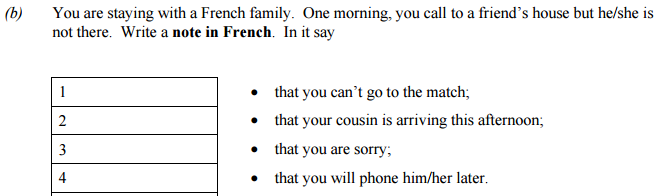 (b) You are staying with a French family. One morning, you call to a friend's house but he/she is
not there. Write a note in French. In it say
1 • that you can't go to the match;
2 • that your cousin is arriving this afternoon;
3 • that you are sorry;
4 • that you will phone him/her later.